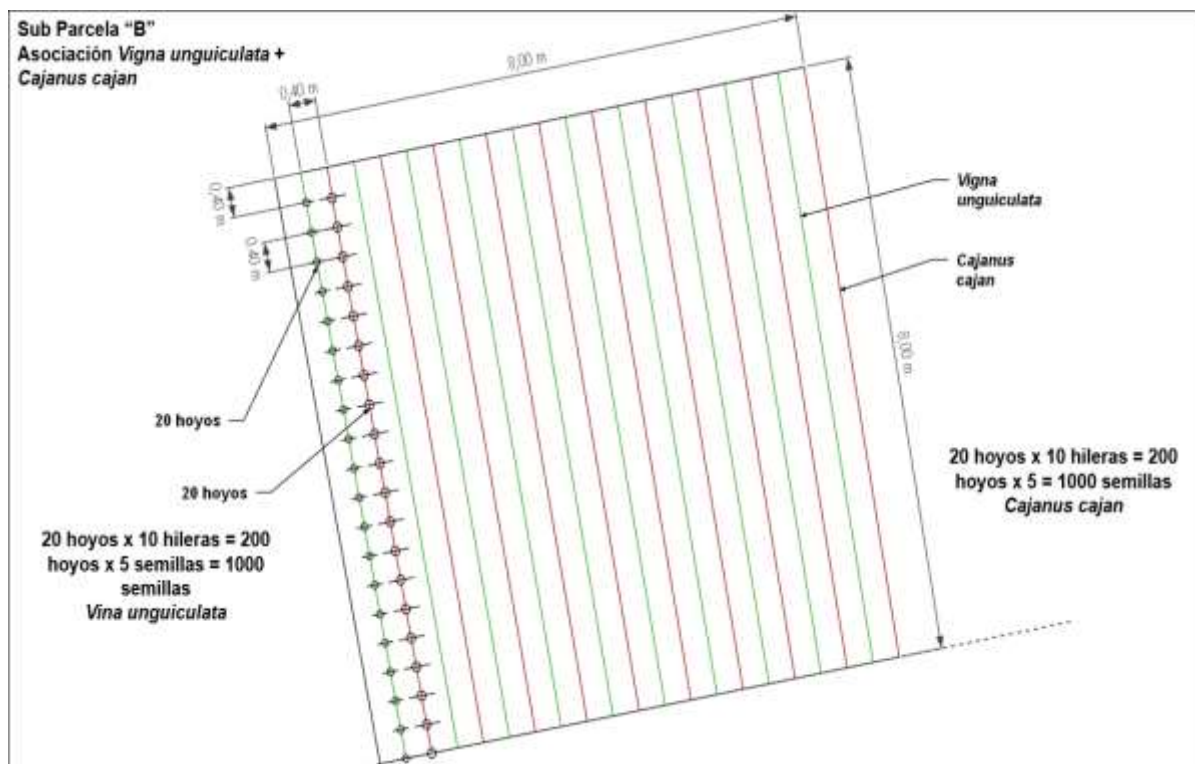 Sub Parcela “B”
Asociación Vigna unguiculata +
Cajanus cajan
8,00 m
0,40 m
0,40 m
0,40 m
Vigna
unguiculata
Cajanus
cajan
8,00 m
20 hoyos
20 hoyos
20 hoyos x 10 hileras = 200
hoyos x 5 = 1000 semillas
Cajanus cajan
20 hoyos x 10 hileras = 200
hoyos x 5 semillas = 1000
semillas
Vina unguiculata